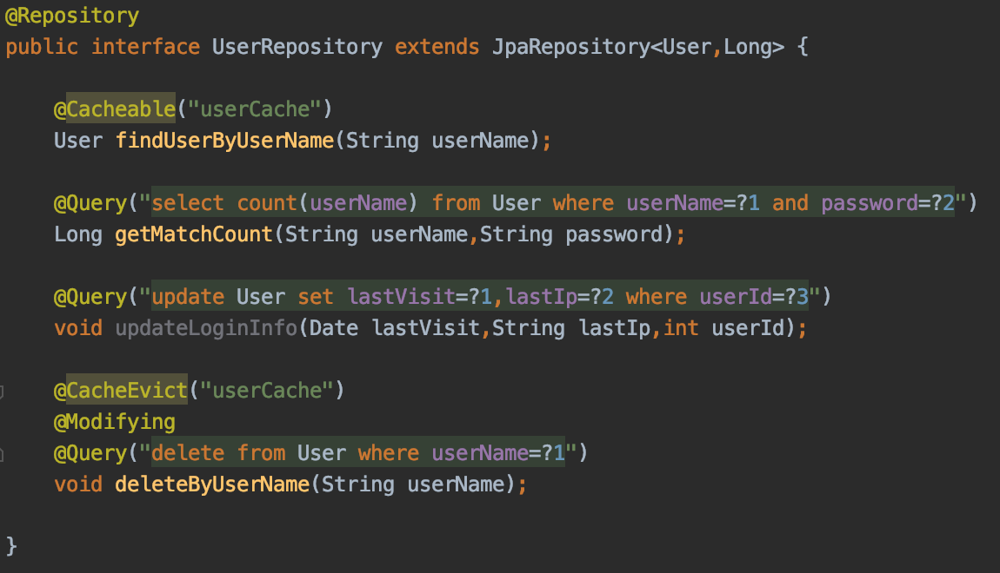 @Repository
public interface UserRepository extends JpaRepository<User,Long> {
@Cacheable("userCache")
User findUserByUserName(String userName);
@Query("select count(userName) from User where userName=?1 and password=?2")
Long getMatchCount(String userName,String password);
@Query("update User set lastVisit=?1,lastIp=?2 where userId=?3")
void updateLoginInfo(Date lastVisit,String lastIp,int userId);
@CacheEvict("userCache")
@Modifying
@Query("delete from User where userName=?1")
void deleteByUserName(String userName);
}